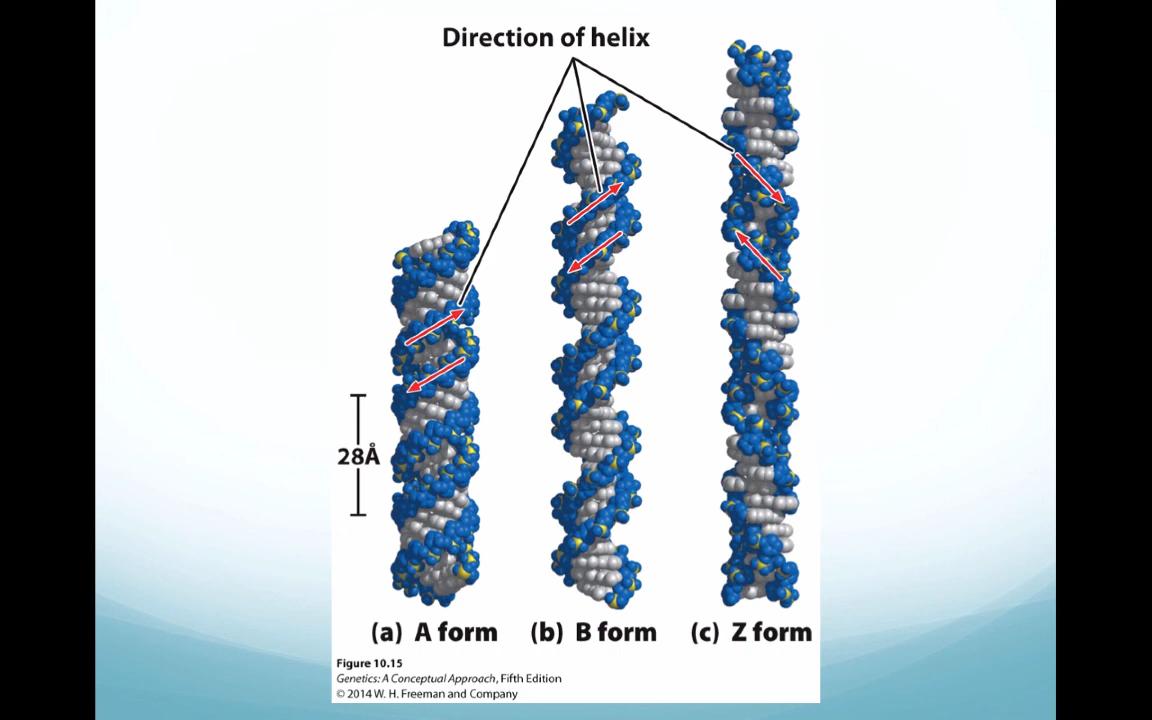 Direction of helix
28Å
(a) A form
(b) B form
(c) Z form
Figure 10.15
Genetics: A Conceptual Approach, Fifth Edition
© 2014 W. H. Freeman and Company